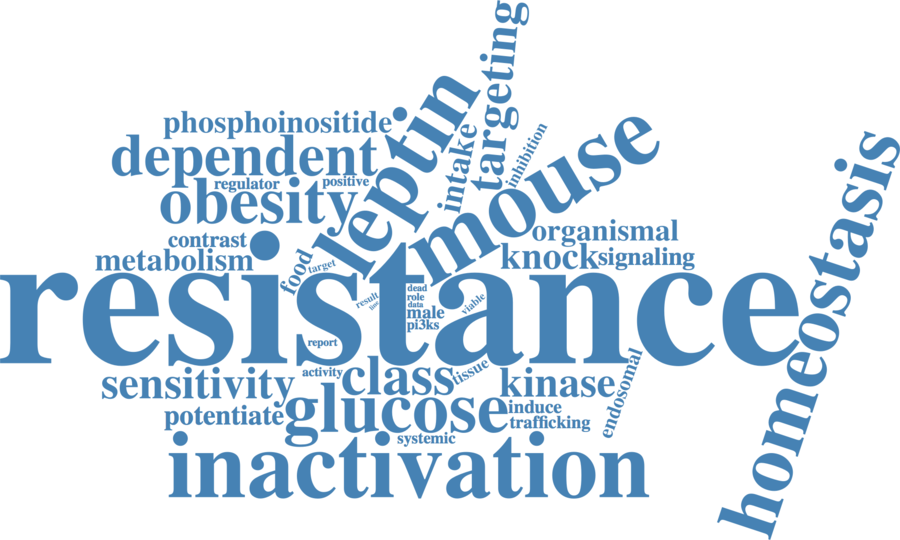 targeting
leptin
phosphoinositide
intake
inhibition
mouse
dependent
regulator
positive
obesity
homeostasis
contrast
organismal
metabolism
food
target
knock
signaling
resistance
dead
role
result
line
data
viable
male
pi3ks
report
activity
class
tissue
endosomal
sensitivity
kinase
potentiate
glucose
induce
trafficking
systemic
inactivation